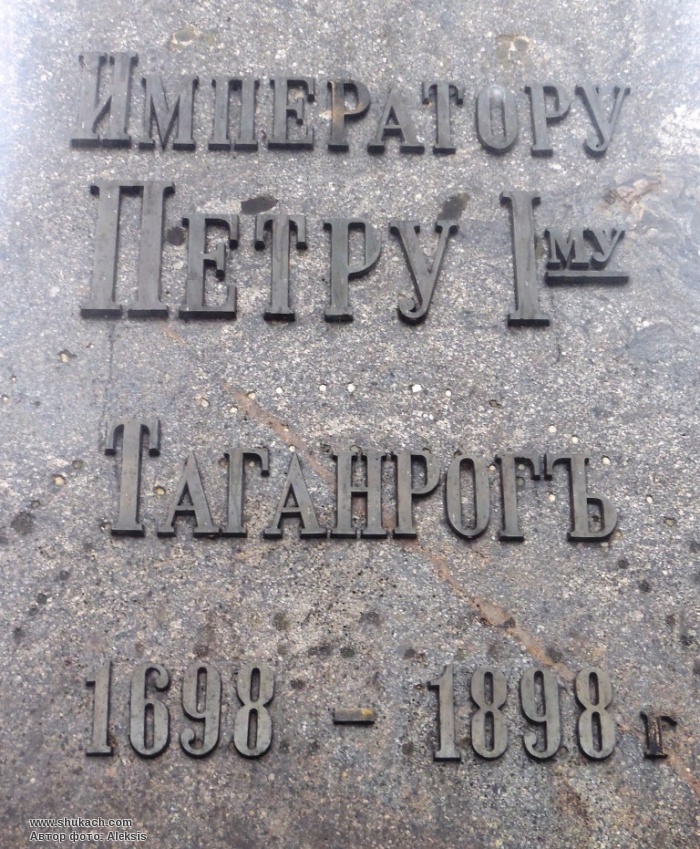 Императору
Петру Iму
Таганрогъ
1698 - 1898 г
www.shukach.com
Автор фото: Aleksis